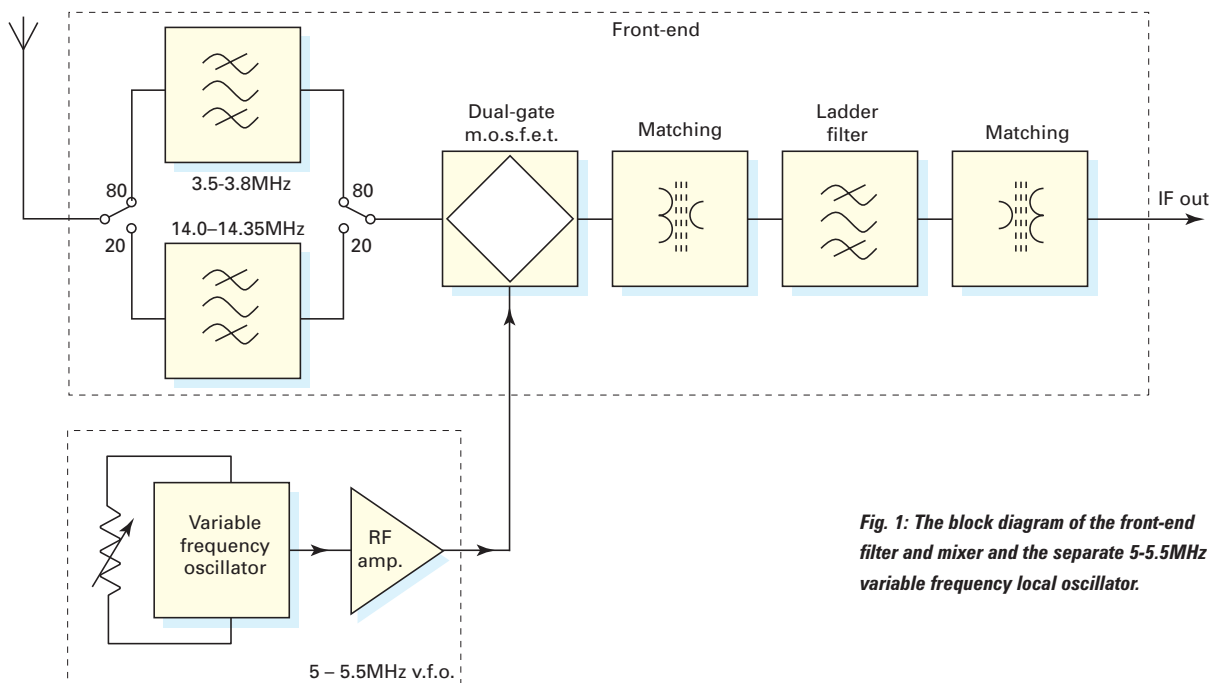 Front-end
Dual-gate
m.o.s.f.e.t.
Matching
Ladder
filter
Matching
80
3.5-3.8MHz
80
IF out
20
14.0–14.35MHz
20
Variable
frequency
oscillator
RF
amp.
5 – 5.5MHz v.f.o.
Fig. 1: The block diagram of the front-end
filter and mixer and the separate 5-5.5MHz
variable frequency local oscillator.